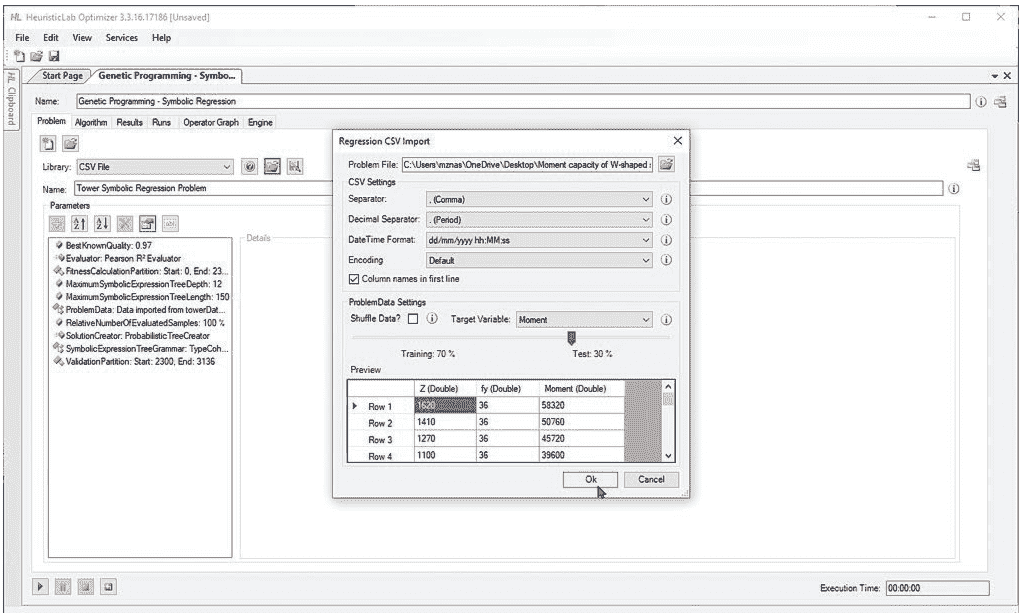 HL HeuristicLab Optimizer 3.3.16.17186 [Unsaved]
File Edit View Services Help
HL Clipboard
Start Page Genetic Programming - Symbo...
Name: Genetic Programming - Symbolic Regression
Problem Algorithm Results Runs Operator Graph Engine
Library: CSV File
Name: Tower Symbolic Regression Problem
Parameters
BestKnownQuality: 0.97
Evaluator: Pearson R² Evaluator
FitnessCalculationPartition: Start: 0, End: 23...
MaximumSymbolicExpressionTreeDepth: 12
MaximumSymbolicExpressionTreeLength: 150
ProblemData: Data imported from towerDat...
RelativeNumberOfEvaluatedSamples: 100 %
SolutionCreator: ProbabilisticTreeCreator
SymbolicExpressionTreeGrammar: TypeCoh...
ValidationPartition: Start: 2300, End: 3136
Details
Regression CSV Import
Problem File: C:\Users\mznas\OneDrive\Desktop\Moment capacity of W-shaped s
CSV Settings
Separator: , (Comma)
Decimal Separator: . (Period)
DateTime Format: dd/mm/yyyy hh:MM:ss
Encoding Default
Column names in first line
ProblemData Settings
Shuffle Data? Target Variable: Moment
Training: 70 % Test: 30 %
Preview
Z (Double) fy (Double) Moment (Double)
Row 1 1620 36 58320
Row 2 1410 36 50760
Row 3 1270 36 45720
Row 4 1100 36 39600
Ok Cancel
Execution Time: 00:00:00